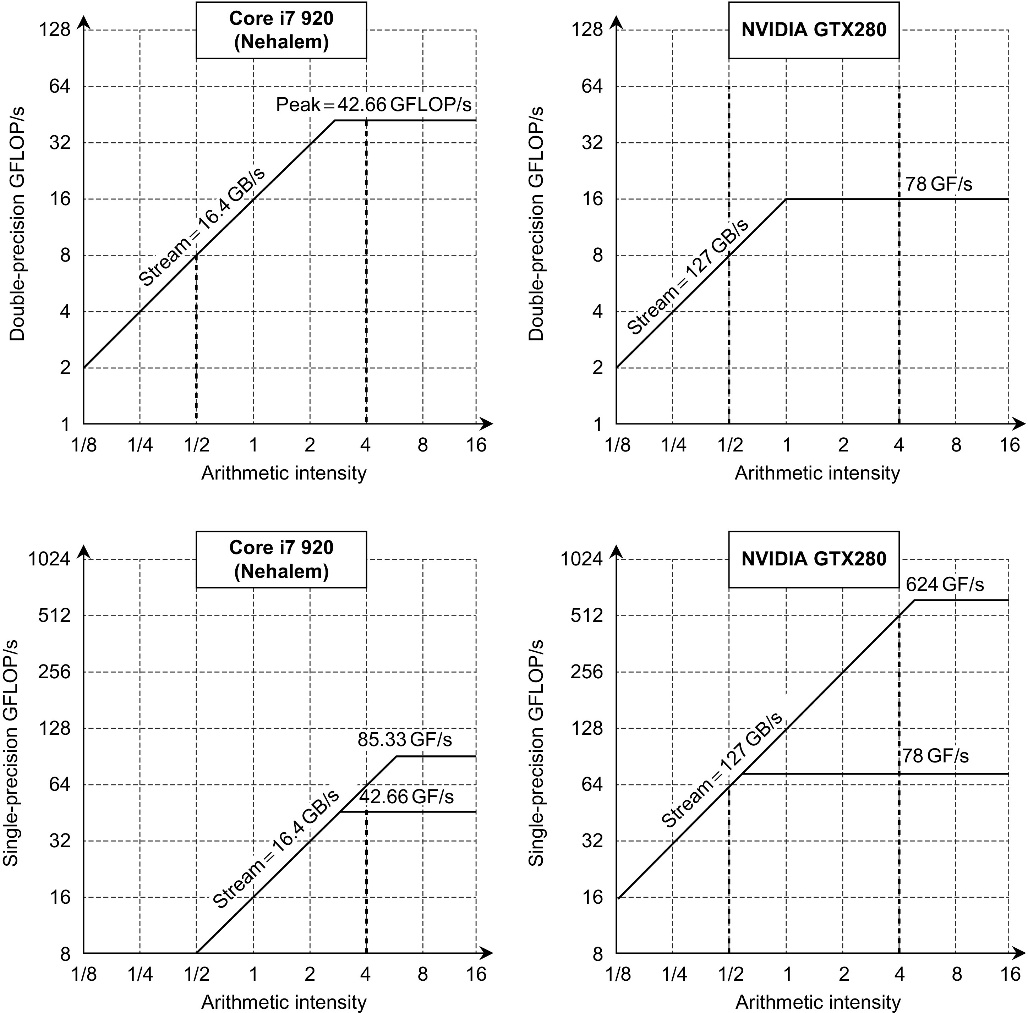 Core i7 920
(Nehalem)
128
64
32
16
8
4
2
1
Double-precision GFLOP/s
Peak = 42.66 GFLOP/s
Stream = 16.4 GB/s
1/8 1/4 1/2 1 2 4 8 16
Arithmetic intensity
NVIDIA GTX280
128
64
32
16
8
4
2
1
Double-precision GFLOP/s
78 GF/s
Stream = 127 GB/s
1/8 1/4 1/2 1 2 4 8 16
Arithmetic intensity
Core i7 920
(Nehalem)
1024
512
256
128
64
32
16
8
Single-precision GFLOP/s
85.33 GF/s
42.66 GF/s
Stream = 16.4 GB/s
1/8 1/4 1/2 1 2 4 8 16
Arithmetic intensity
NVIDIA GTX280
1024
512
256
128
64
32
16
8
Single-precision GFLOP/s
624 GF/s
78 GF/s
Stream = 127 GB/s
1/8 1/4 1/2 1 2 4 8 16
Arithmetic intensity